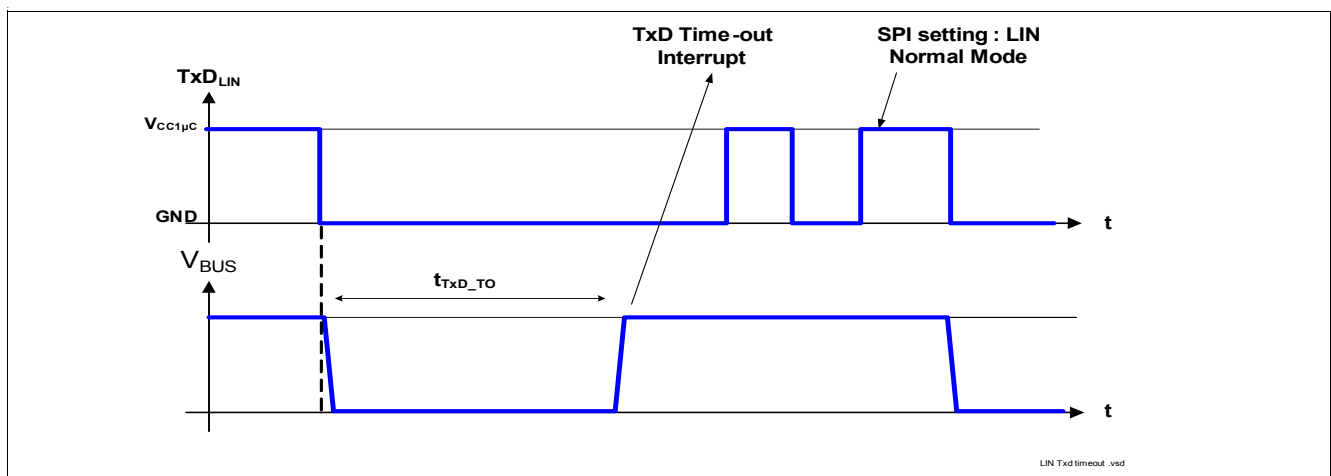 TxD Time-out
Interrupt
SPI setting : LIN
Normal Mode
TxDLIN
VCC1µC
GND
t
VBUS
tTxD_TO
t
LIN Txd timeout .vsd